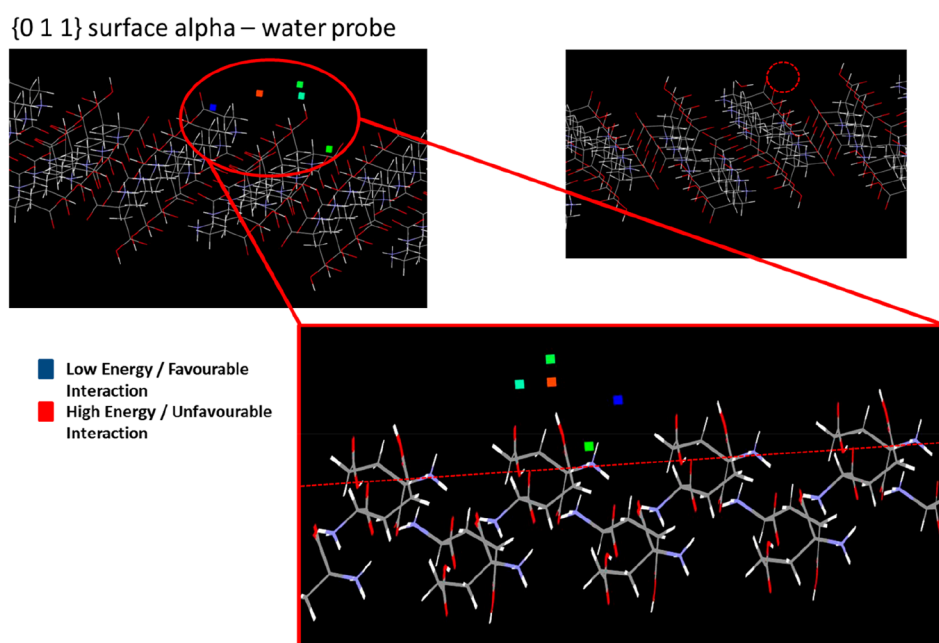 {0 1 1} surface alpha – water probe
Low Energy / Favourable
Interaction
High Energy / Unfavourable
Interaction